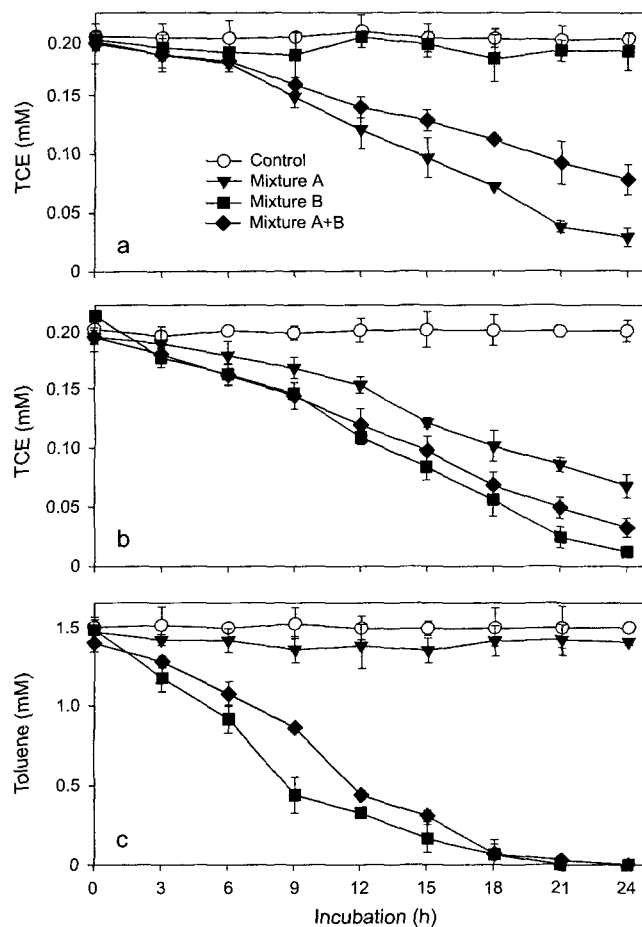 0.20
0.15
0.10
0.05
0
TCE (mM)
Control
Mixture A
Mixture B
Mixture A+B
a
0.20
0.15
0.10
0.05
0
TCE (mM)
b
1.5
1.0
0.5
0
Toluene (mM)
c
0 3 6 9 12 15 18 21 24
Incubation (h)